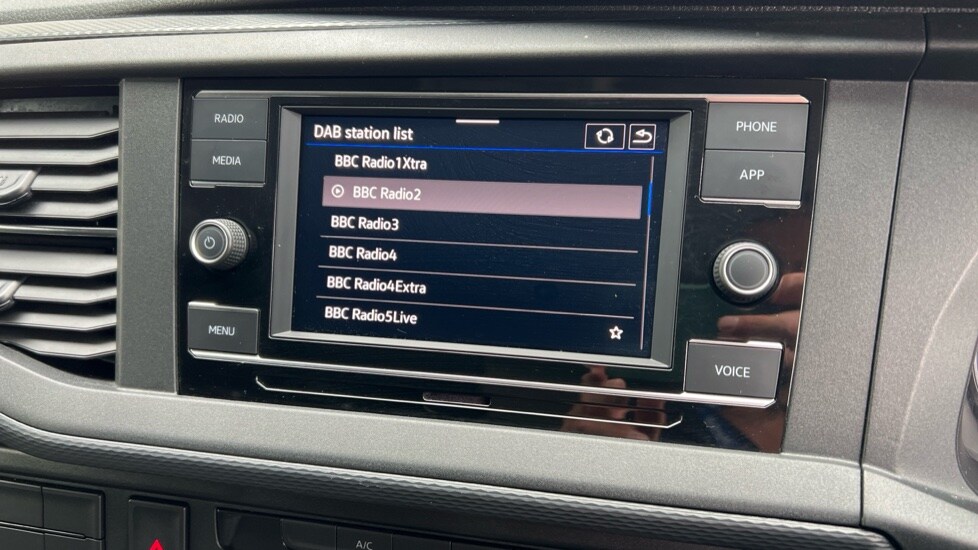 RADIO
MEDIA
MENU
DAB station list
BBC Radio1Xtra
BBC Radio2
BBC Radio3
BBC Radio4
BBC Radio4Extra
BBC Radio5Live
PHONE
APP
VOICE
A/C